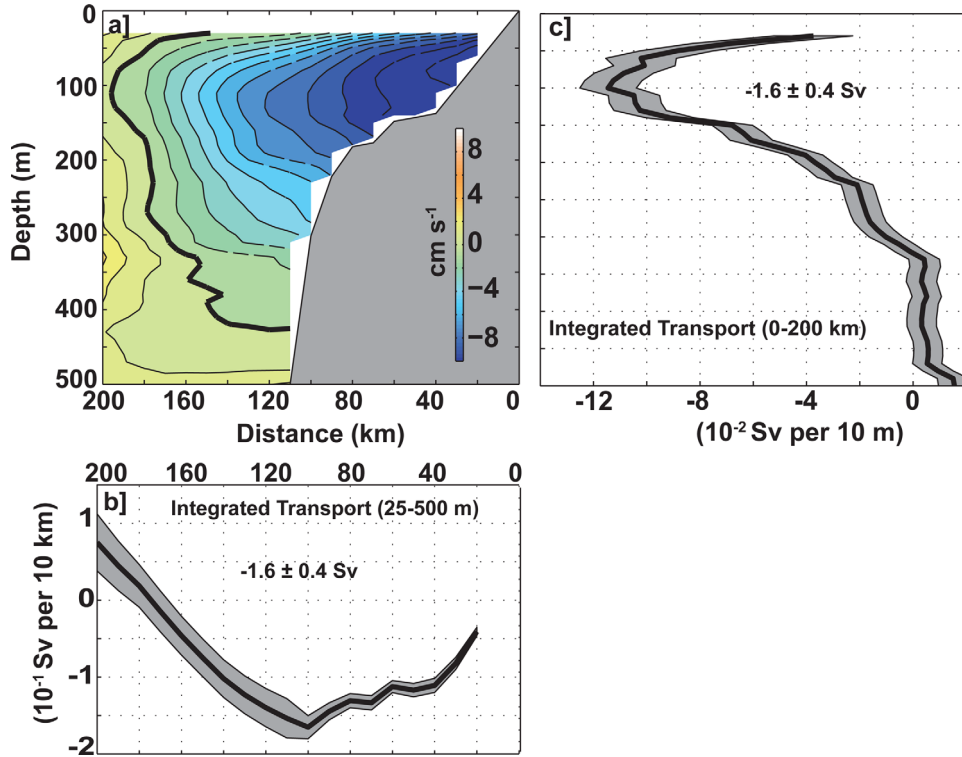 a]
0
100
200
300
400
500
Depth (m)
200
160
120
80
40
0
Distance (km)
8
4
0
−4
−8
cm s⁻¹
c]
-1.6 ± 0.4 Sv
Integrated Transport (0-200 km)
-12
-8
-4
0
(10⁻² Sv per 10 m)
200
160
120
80
40
0
b]
Integrated Transport (25-500 m)
-1.6 ± 0.4 Sv
1
0
-1
-2
(10⁻¹ Sv per 10 km)